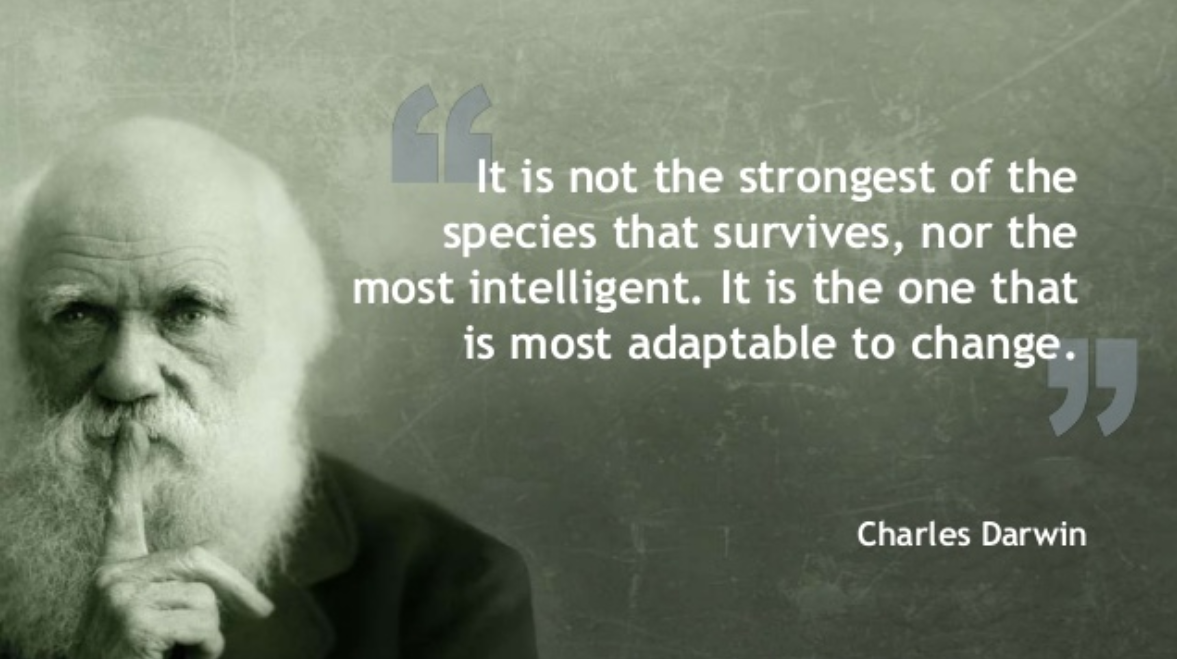 “It is not the strongest of the
species that survives, nor the
most intelligent. It is the one that
is most adaptable to change.”
Charles Darwin